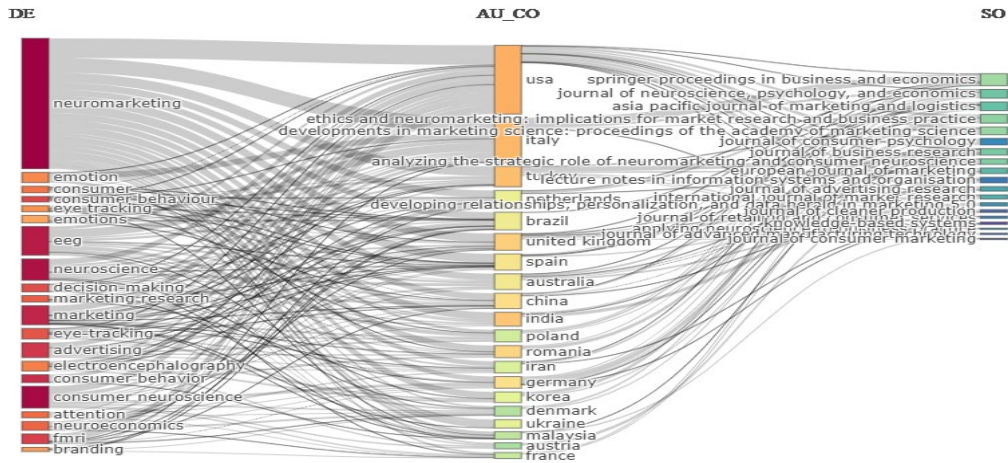 DE
AU_CO
SO
neuromarketing
emotion
consumer
consumer behaviour
eye tracking
emotions
eeg
neuroscience
decision-making
marketing research
marketing
eye-tracking
advertising
electroencephalography
consumer behavior
consumer neuroscience
attention
neuroeconomics
fmri
branding
usa
italy
turkey
netherlands
brazil
united kingdom
spain
australia
china
india
poland
romania
iran
germany
korea
denmark
ukraine
malaysia
austria
france
springer proceedings in business and economics
journal of neuroscience, psychology, and economics
asia pacific journal of marketing and logistics
ethics and neuromarketing: implications for market research and business practice
developments in marketing science: proceedings of the academy of marketing science
journal of consumer psychology
journal of business research
analyzing the strategic role of neuromarketing and consumer neuroscience
european journal of marketing
lecture notes in information systems and organisation
journal of advertising research
international journal of market research
developing relationships, personalization, and data herald in marketing 5.0
journal of cleaner production
journal of retailing and consumer services
knowledge-based systems
journal of advanced manufacturing technology
journal of consumer marketing